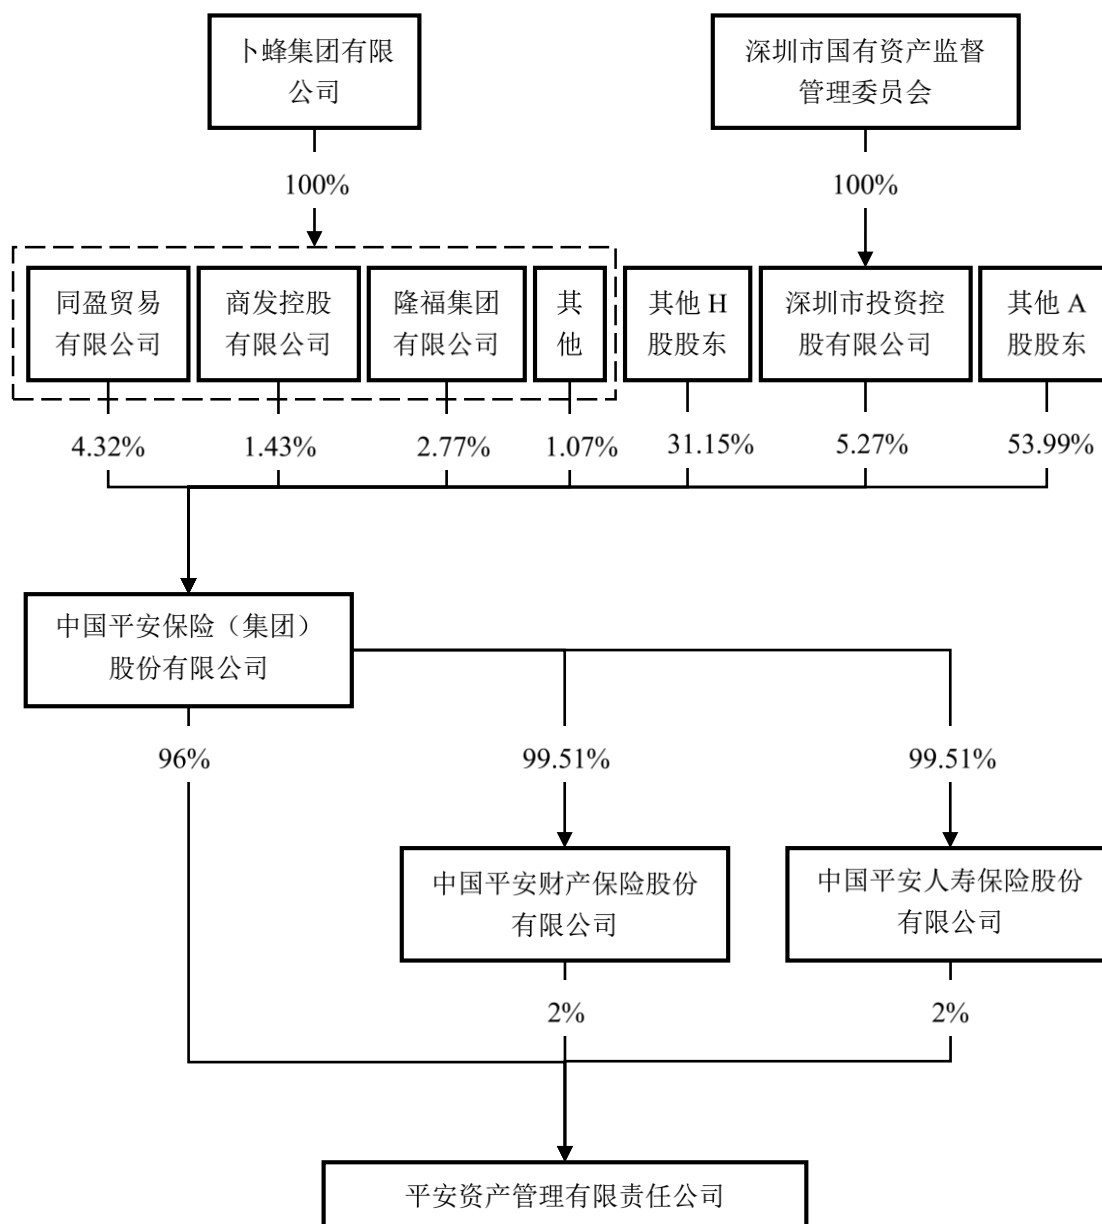 卜蜂集团有限
公司
深圳市国有资产监督
管理委员会
100%
100%
同盈贸易
有限公司
商发控股
有限公司
隆福集团
有限公司
其
他
其他 H
股股东
深圳市投资控
股有限公司
其他 A
股股东
4.32%
1.43%
2.77%
1.07%
31.15%
5.27%
53.99%
中国平安保险（集团）
股份有限公司
96%
99.51%
99.51%
中国平安财产保险股份
有限公司
中国平安人寿保险股份
有限公司
2%
2%
平安资产管理有限责任公司